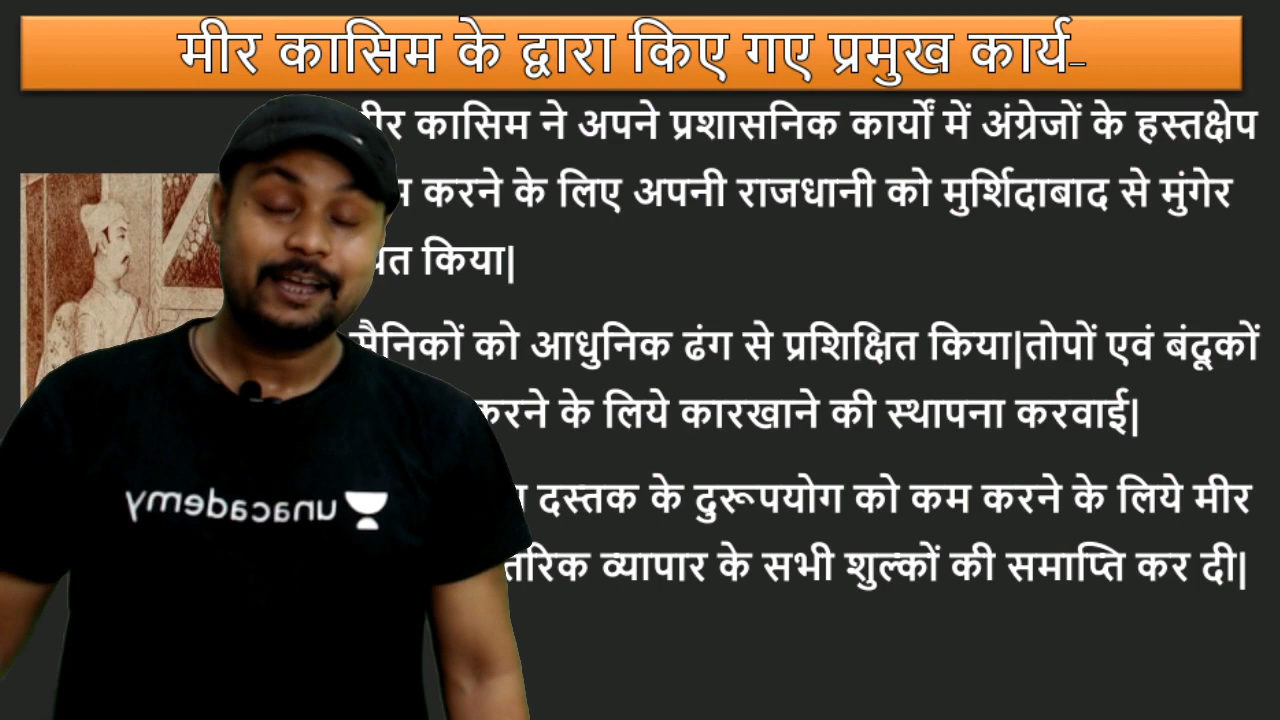 मीर कासिम के द्वारा किए गए प्रमुख कार्य–
कासिम ने अपने प्रशासनिक कार्यों में अंग्रेजों के हस्तक्षेप
करने के लिए अपनी राजधानी को मुर्शिदाबाद से मुंगेर
किया|
सैनिकों को आधुनिक ढंग से प्रशिक्षित किया|तोपों एवं बंदूकों
करने के लिये कारखाने की स्थापना करवाई|
दस्तक के दुरूपयोग को कम करने के लिये मीर
व्यापार के सभी शुल्कों की समाप्ति कर दी|
unacademy